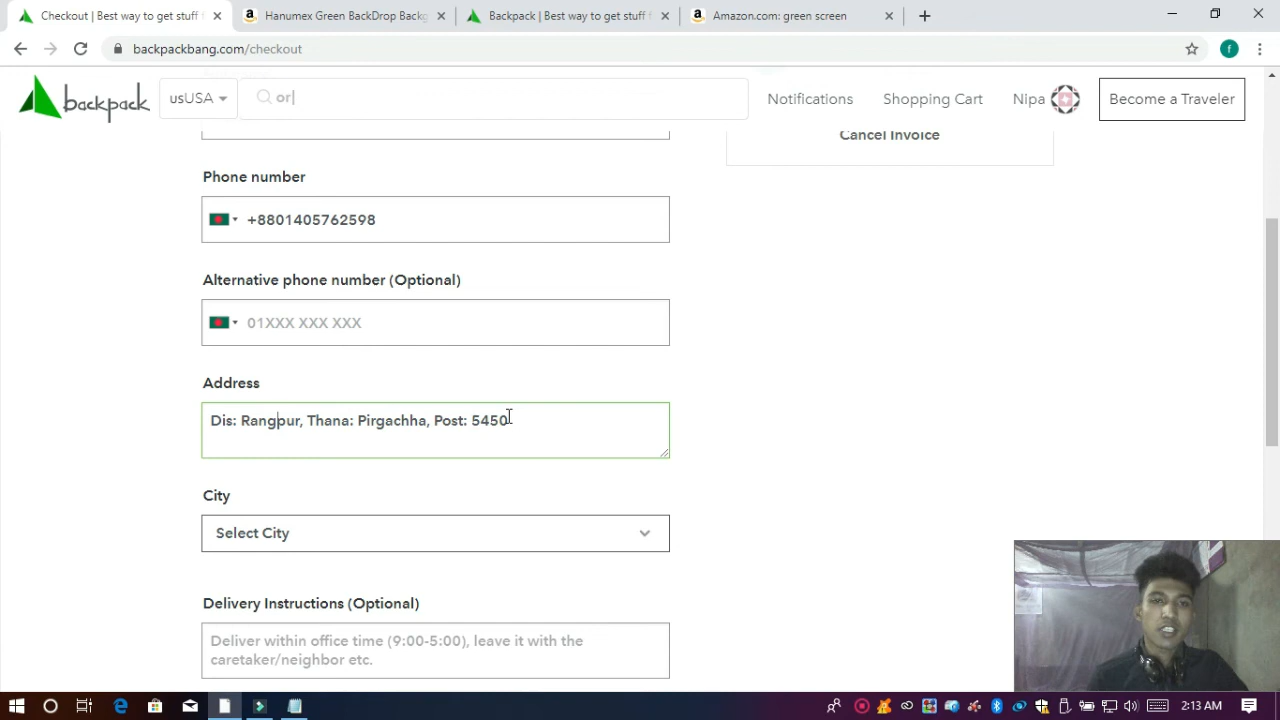 Checkout | Best way to get stuff f
Hanumex Green BackDrop Backg
Backpack | Best way to get stuff f
Amazon.com: green screen
backpackbang.com/checkout
f
backpack
usUSA
or
Notifications
Shopping Cart
Nipa
Become a Traveler
Cancel Invoice
Phone number
+8801405762598
Alternative phone number (Optional)
01XXX XXX XXX
Address
Dis: Rangpur, Thana: Pirgachha, Post: 5450
City
Select City
Delivery Instructions (Optional)
Deliver within office time (9:00-5:00), leave it with the
caretaker/neighbor etc.
2:13 AM